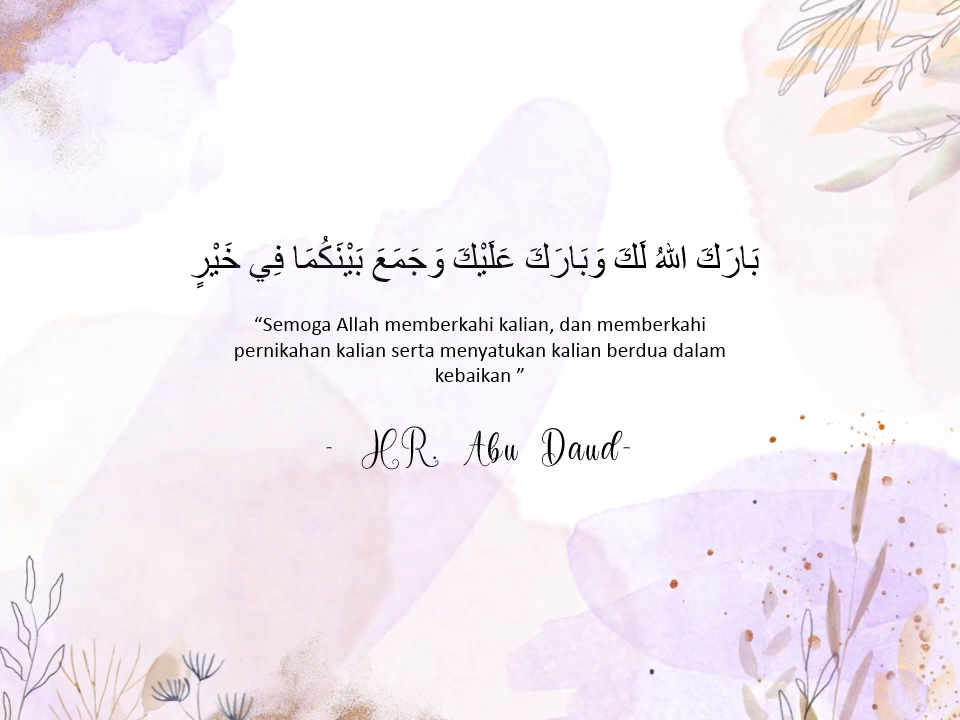 بَارَكَ اللهُ لَكَ وَبَارَكَ عَلَيْكَ وَجَمَعَ بَيْنَكُمَا فِي خَيْرٍ
“Semoga Allah memberkahi kalian, dan memberkahi
pernikahan kalian serta menyatukan kalian berdua dalam
kebaikan ”
- HR. Abu Daud-